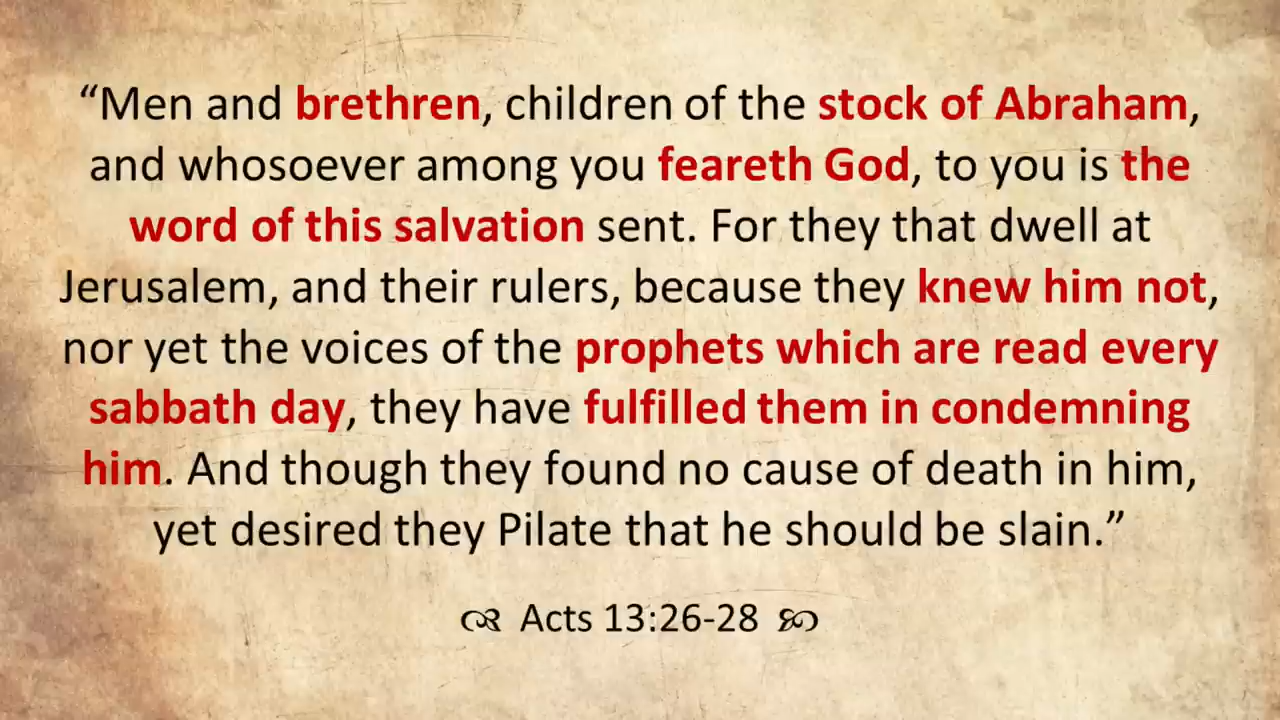 “Men and brethren, children of the stock of Abraham,
and whosoever among you feareth God, to you is the
word of this salvation sent. For they that dwell at
Jerusalem, and their rulers, because they knew him not,
nor yet the voices of the prophets which are read every
sabbath day, they have fulfilled them in condemning
him. And though they found no cause of death in him,
yet desired they Pilate that he should be slain.”
Acts 13:26-28